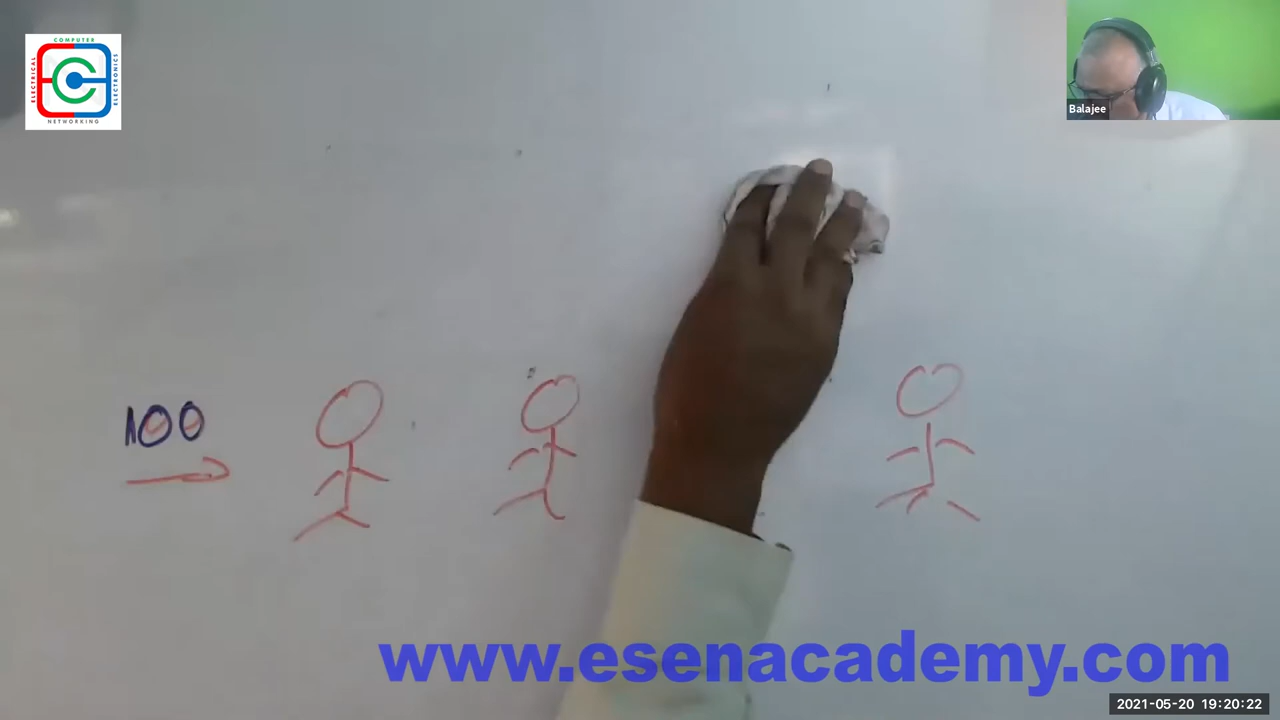 COMPUTER
ELECTRICAL
ELECTRONICS
NETWORKING
Balajee
100
www.esenacademy.com
2021-05-20 19:20:22